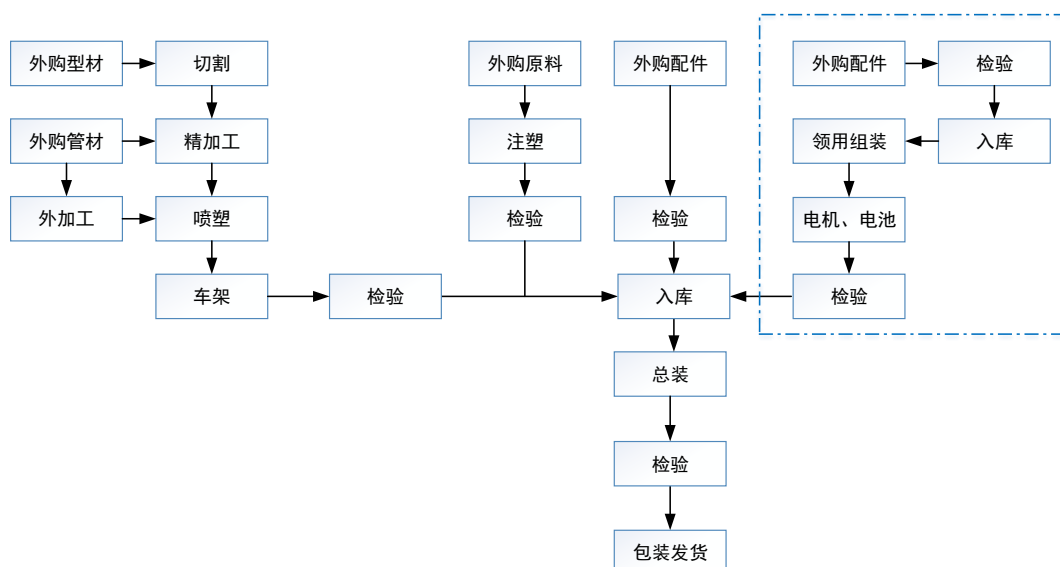 外购型材
切割
外购原料
外购配件
外购配件
检验
外购管材
精加工
注塑
领用组装
入库
外加工
喷塑
检验
检验
电机、电池
车架
检验
入库
检验
总装
检验
包装发货